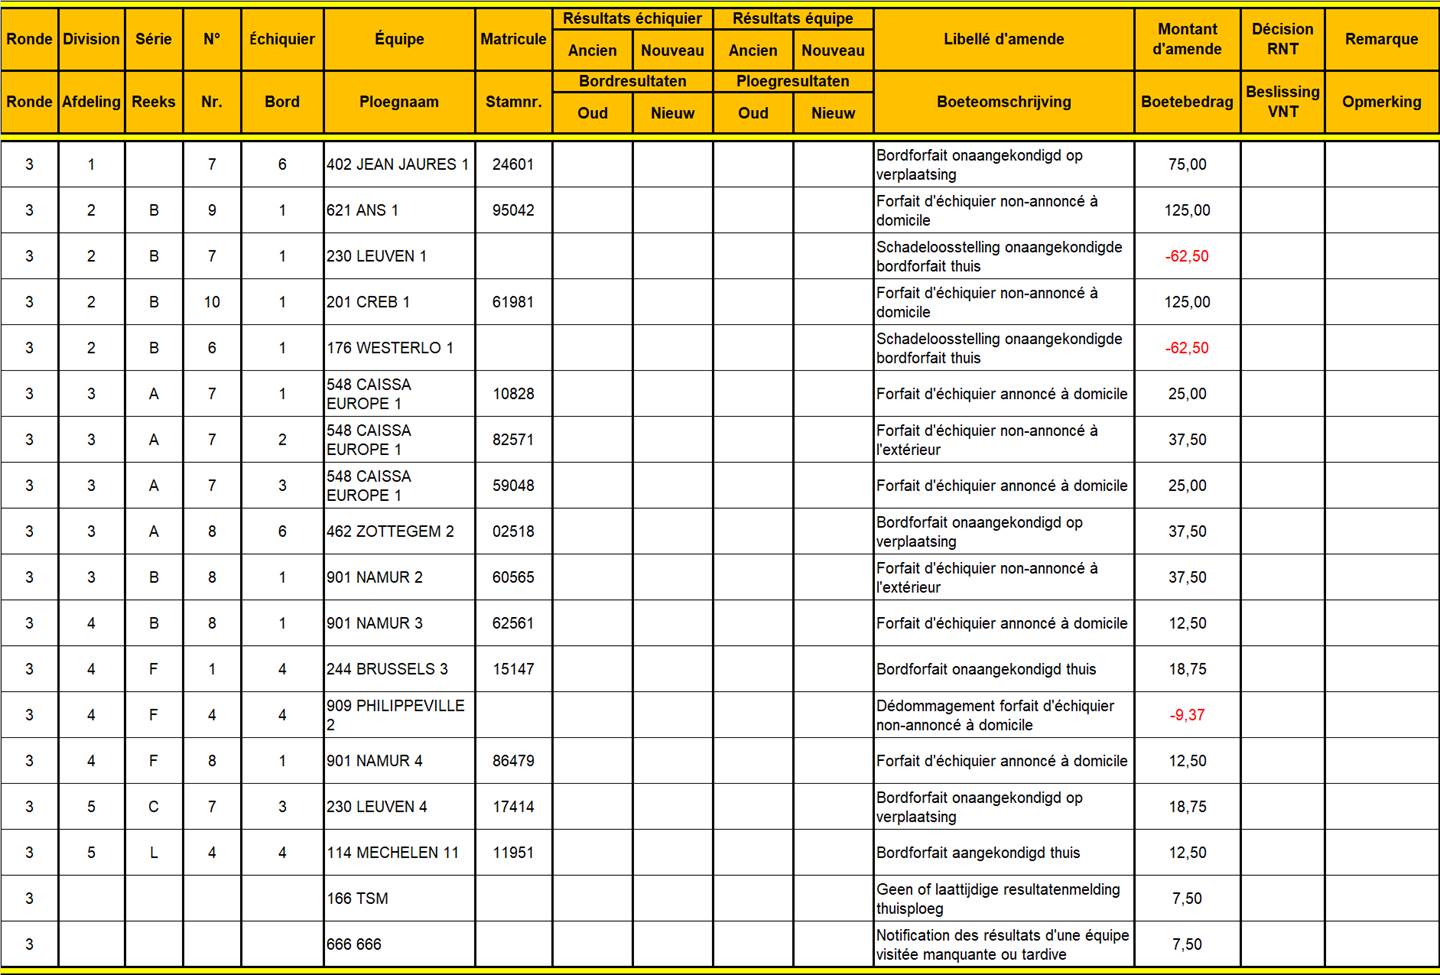 Ronde Division Série N° Échiquier Équipe Matricule Résultats échiquier Résultats équipe Libellé d'amende Montant d'amende Décision RNT Remarque
Ancien Nouveau Ancien Nouveau
Ronde Afdeling Reeks Nr. Bord Ploegnaam Stamnr. Bordresultaten Ploegresultaten Boeteomschrijving Boetebedrag Beslissing VNT Opmerking
Oud Nieuw Oud Nieuw
3 1 7 6 402 JEAN JAURES 1 24601 Bordforfait onaangekondigd op verplaatsing 75,00
3 2 B 9 1 621 ANS 1 95042 Forfait d'échiquier non-annoncé à domicile 125,00
3 2 B 7 1 230 LEUVEN 1 Schadeloosstelling onaangekondigde bordforfait thuis -62,50
3 2 B 10 1 201 CREB 1 61981 Forfait d'échiquier non-annoncé à domicile 125,00
3 2 B 6 1 176 WESTERLO 1 Schadeloosstelling onaangekondigde bordforfait thuis -62,50
3 3 A 7 1 548 CAISSA EUROPE 1 10828 Forfait d'échiquier annoncé à domicile 25,00
3 3 A 7 2 548 CAISSA EUROPE 1 82571 Forfait d'échiquier non-annoncé à l'extérieur 37,50
3 3 A 7 3 548 CAISSA EUROPE 1 59048 Forfait d'échiquier annoncé à domicile 25,00
3 3 A 8 6 462 ZOTTEGEM 2 02518 Bordforfait onaangekondigd op verplaatsing 37,50
3 3 B 8 1 901 NAMUR 2 60565 Forfait d'échiquier non-annoncé à l'extérieur 37,50
3 4 B 8 1 901 NAMUR 3 62561 Forfait d'échiquier annoncé à domicile 12,50
3 4 F 1 4 244 BRUSSELS 3 15147 Bordforfait onaangekondigd thuis 18,75
3 4 F 4 4 909 PHILIPPEVILLE 2 Dédommagement forfait d'échiquier non-annoncé à domicile -9,37
3 4 F 8 1 901 NAMUR 4 86479 Forfait d'échiquier annoncé à domicile 12,50
3 5 C 7 3 230 LEUVEN 4 17414 Bordforfait onaangekondigd op verplaatsing 18,75
3 5 L 4 4 114 MECHELEN 11 11951 Bordforfait aangekondigd thuis 12,50
3 166 TSM Geen of laattijdige resultatenmelding thuisploeg 7,50
3 666 666 Notification des résultats d'une équipe visitée manquante ou tardive 7,50